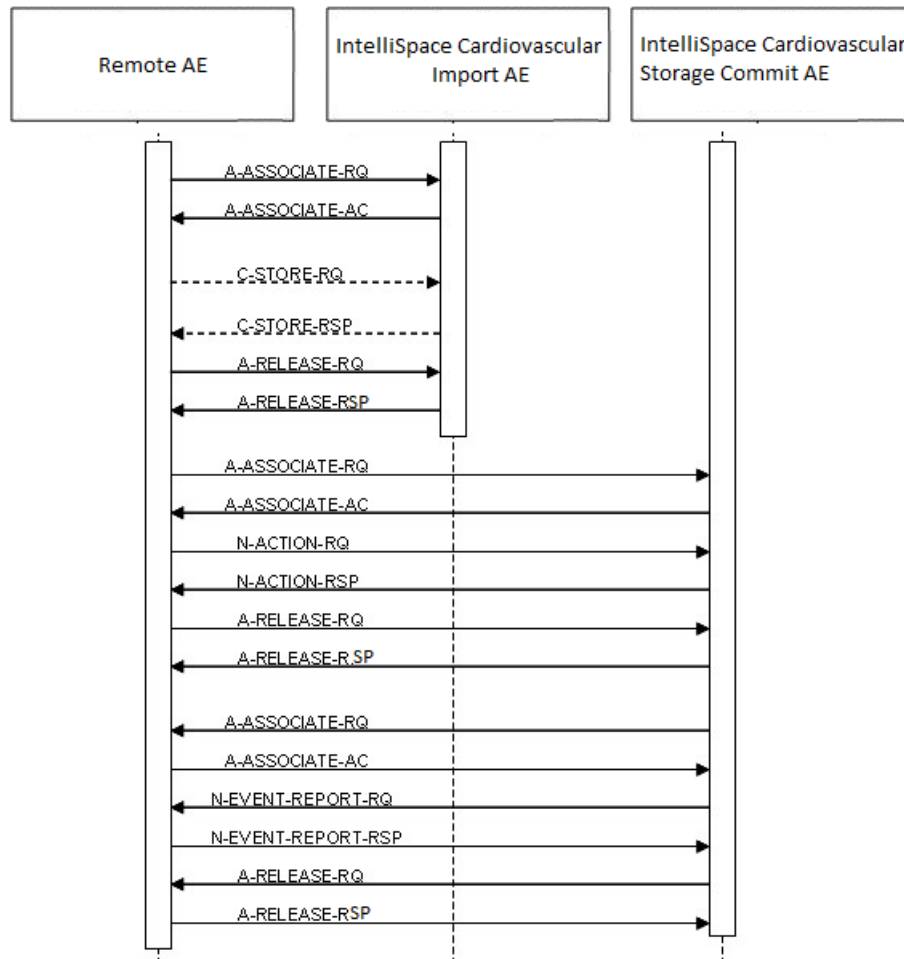 Remote AE
IntelliSpace Cardiovascular
Import AE
IntelliSpace Cardiovascular
Storage Commit AE
A-ASSOCIATE-RQ
A-ASSOCIATE-AC
C-STORE-RQ
C-STORE-RSP
A-RELEASE-RQ
A-RELEASE-RSP
A-ASSOCIATE-RQ
A-ASSOCIATE-AC
N-ACTION-RQ
N-ACTION-RSP
A-RELEASE-RQ
A-RELEASE-R.SP
A-ASSOCIATE-RQ
A-ASSOCIATE-AC
N-EVENT-REPORT-RQ
N-EVENT-REPORT-RSP
A-RELEASE-RQ
A-RELEASE-RSP